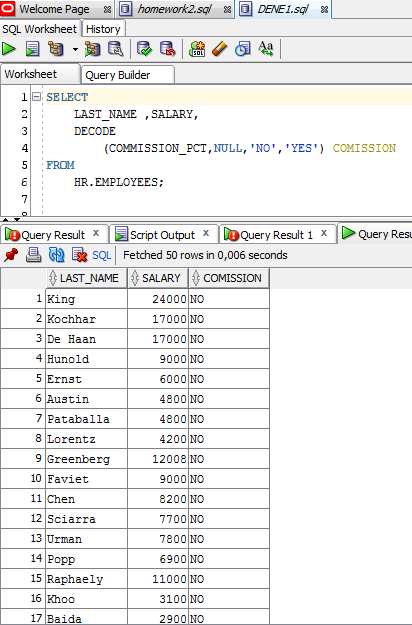 Welcome Page homework2.sql DENE1.sql
SQL Worksheet History
Aa
Worksheet Query Builder
1 SELECT
2 LAST_NAME ,SALARY,
3 DECODE
4 (COMMISSION_PCT,NULL,'NO','YES') COMISSION
5 FROM
6 HR.EMPLOYEES;
7
8
Query Result x Script Output x Query Result 1 x Query Resu
SQL Fetched 50 rows in 0,006 seconds
LAST_NAME SALARY COMISSION
1 King 24000 NO
2 Kochhar 17000 NO
3 De Haan 17000 NO
4 Hunold 9000 NO
5 Ernst 6000 NO
6 Austin 4800 NO
7 Pataballa 4800 NO
8 Lorentz 4200 NO
9 Greenberg 12008 NO
10 Faviet 9000 NO
11 Chen 8200 NO
12 Sciarra 7700 NO
13 Urman 7800 NO
14 Popp 6900 NO
15 Raphaely 11000 NO
16 Khoo 3100 NO
17 Baida 2900 NO